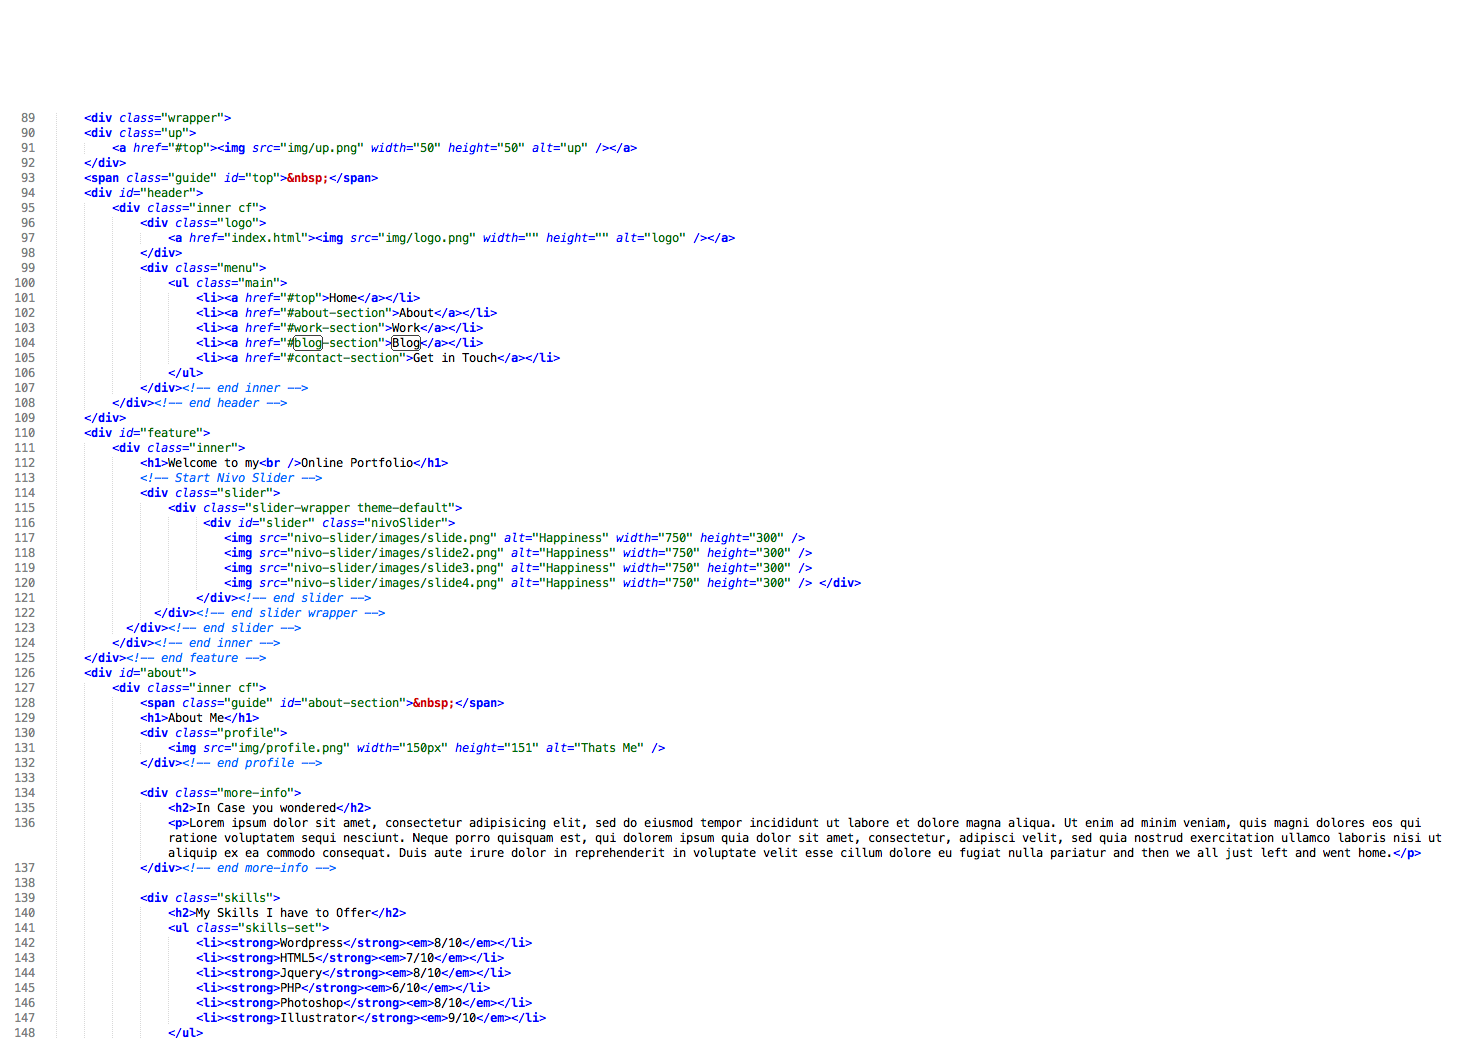 89 <div class="wrapper">
90 <div class="up">
91 <a href="#top"><img src="img/up.png" width="50" height="50" alt="up" /></a>
92 </div>
93 <span class="guide" id="top">&nbsp;</span>
94 <div id="header">
95 <div class="inner cf">
96 <div class="logo">
97 <a href="index.html"><img src="img/logo.png" width="" height="" alt="logo" /></a>
98 </div>
99 <div class="menu">
100 <ul class="main">
101 <li><a href="#top">Home</a></li>
102 <li><a href="#about-section">About</a></li>
103 <li><a href="#work-section">Work</a></li>
104 <li><a href="#blog-section">Blog</a></li>
105 <li><a href="#contact-section">Get in Touch</a></li>
106 </ul>
107 </div><!-- end inner -->
108 </div><!-- end header -->
109 </div>
110 <div id="feature">
111 <div class="inner">
112 <h1>Welcome to my<br />Online Portfolio</h1>
113 <!-- Start Nivo Slider -->
114 <div class="slider">
115 <div class="slider-wrapper theme-default">
116 <div id="slider" class="nivoSlider">
117 <img src="nivo-slider/images/slide.png" alt="Happiness" width="750" height="300" />
118 <img src="nivo-slider/images/slide2.png" alt="Happiness" width="750" height="300" />
119 <img src="nivo-slider/images/slide3.png" alt="Happiness" width="750" height="300" />
120 <img src="nivo-slider/images/slide4.png" alt="Happiness" width="750" height="300" /> </div>
121 </div><!-- end slider -->
122 </div><!-- end slider wrapper -->
123 </div><!-- end slider -->
124 </div><!-- end inner -->
125 </div><!-- end feature -->
126 <div id="about">
127 <div class="inner cf">
128 <span class="guide" id="about-section">&nbsp;</span>
129 <h1>About Me</h1>
130 <div class="profile">
131 <img src="img/profile.png" width="150px" height="151" alt="Thats Me" />
132 </div><!-- end profile -->
133
134 <div class="more-info">
135 <h2>In Case you wondered</h2>
136 <p>Lorem ipsum dolor sit amet, consectetur adipisicing elit, sed do eiusmod tempor incididunt ut labore et dolore magna aliqua. Ut enim ad minim veniam, quis magni dolores eos qui
ratione voluptatem sequi nesciunt. Neque porro quisquam est, qui dolorem ipsum quia dolor sit amet, consectetur, adipisci velit, sed quia nostrud exercitation ullamco laboris nisi ut
aliquip ex ea commodo consequat. Duis aute irure dolor in reprehenderit in voluptate velit esse cillum dolore eu fugiat nulla pariatur and then we all just left and went home.</p>
137 </div><!-- end more-info -->
138
139 <div class="skills">
140 <h2>My Skills I have to Offer</h2>
141 <ul class="skills-set">
142 <li><strong>Wordpress</strong><em>8/10</em></li>
143 <li><strong>HTML5</strong><em>7/10</em></li>
144 <li><strong>Jquery</strong><em>8/10</em></li>
145 <li><strong>PHP</strong><em>6/10</em></li>
146 <li><strong>Photoshop</strong><em>8/10</em></li>
147 <li><strong>Illustrator</strong><em>9/10</em></li>
148 </ul>